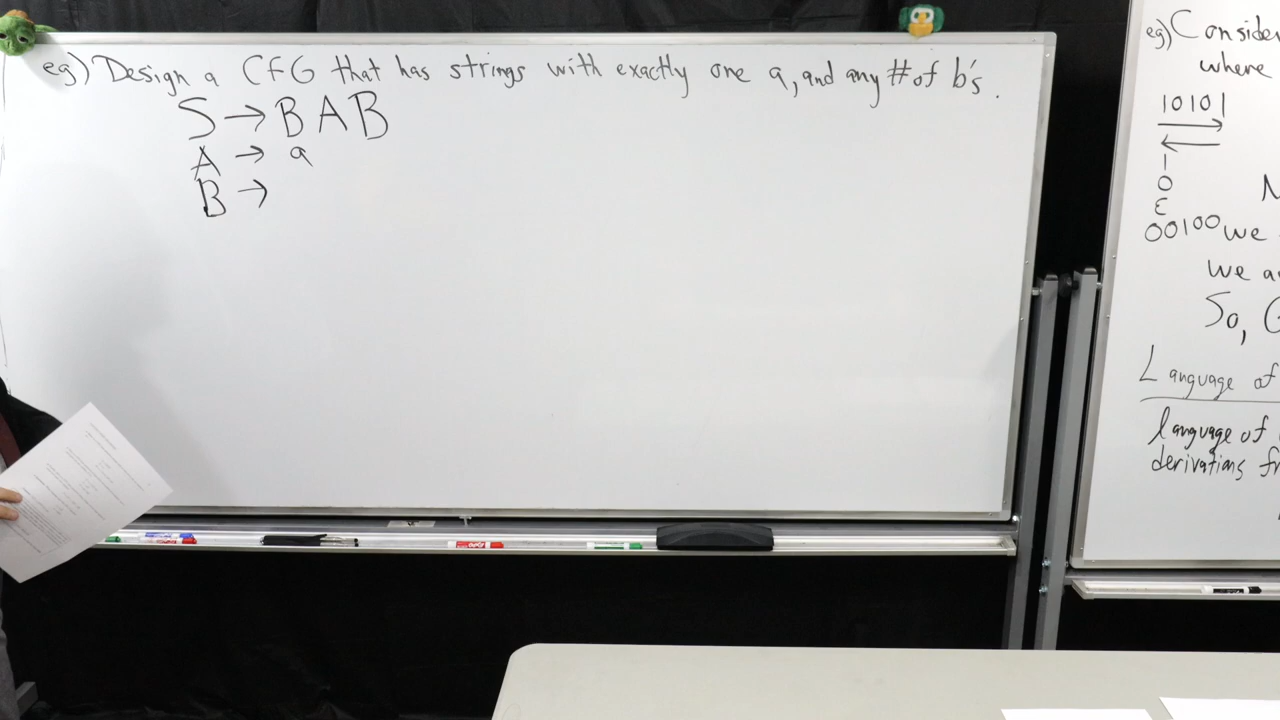 eg) Design a CFG that has strings with exactly one a, and any # of b's.
S → B A B
A → a
B →
eg) Consider
where
10101
1
0
ε
00100 we
we a
So,
Language of
language of
derivations fr